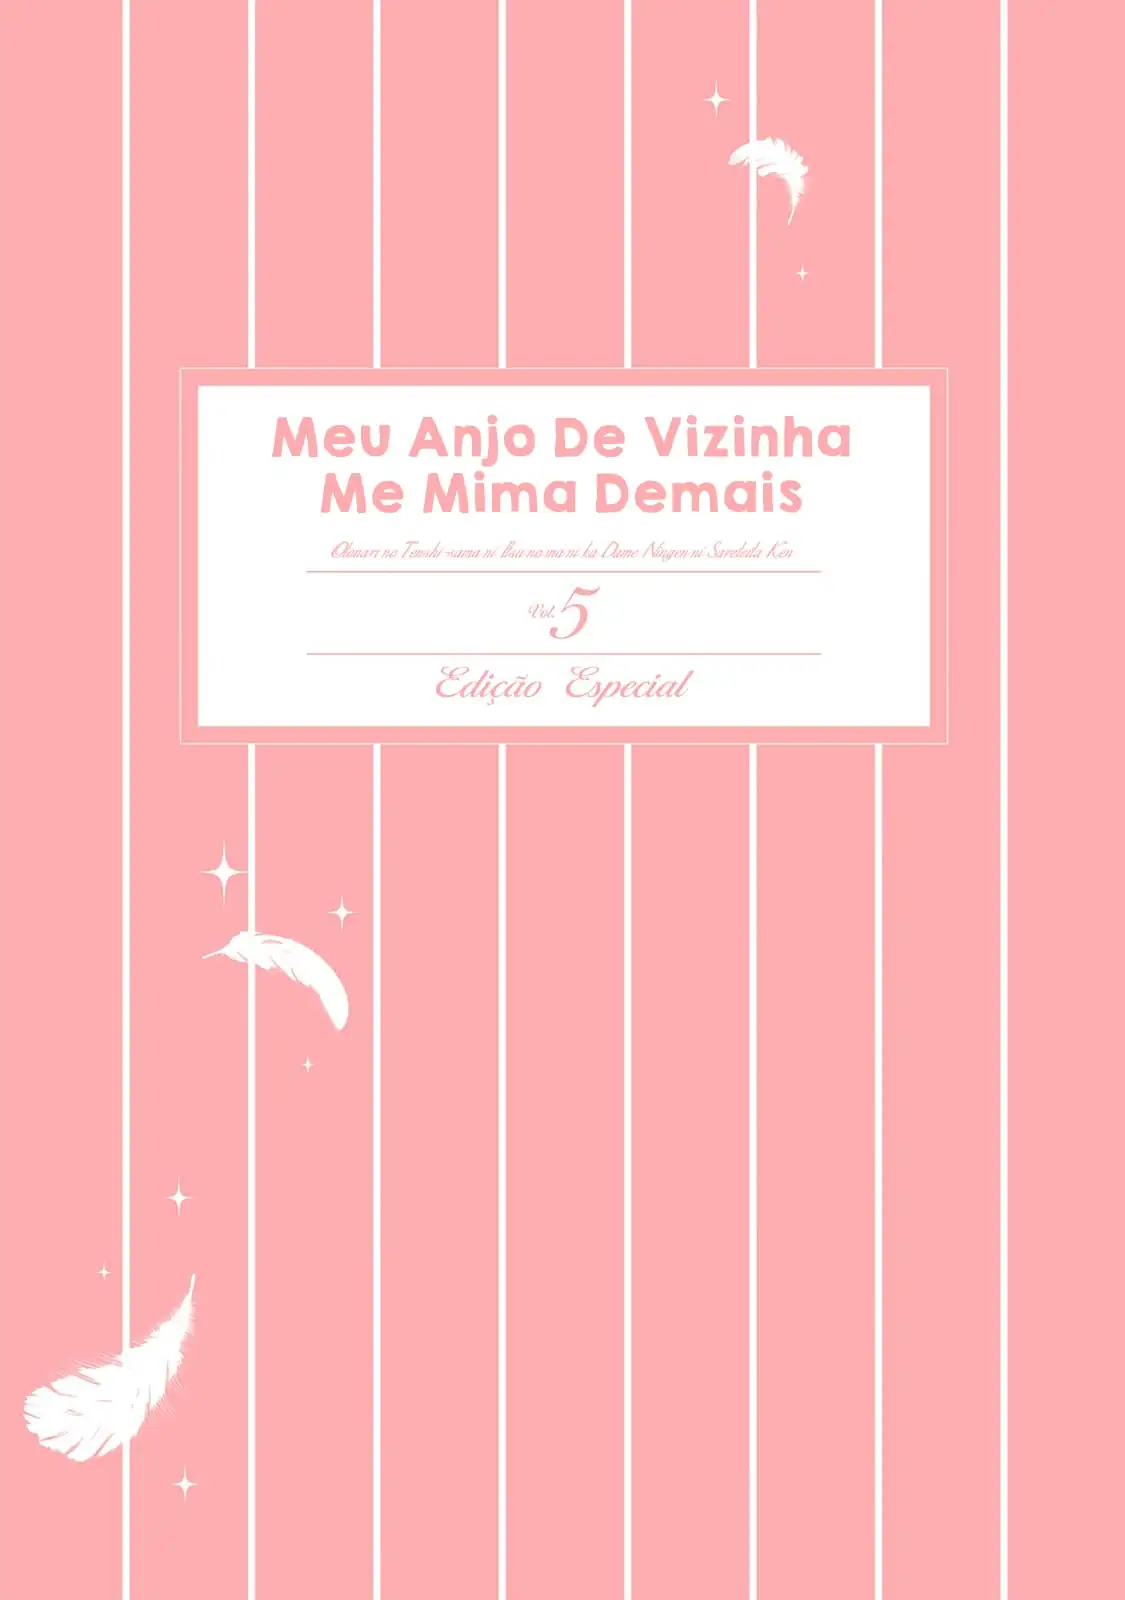 Meu Anjo De Vizinha
Me Mima Demais
Otonari no Tenshi-sama ni Itsu no ma ni ka Dame Ningen ni Sareteita Ken
Vol. 5
Edição Especial